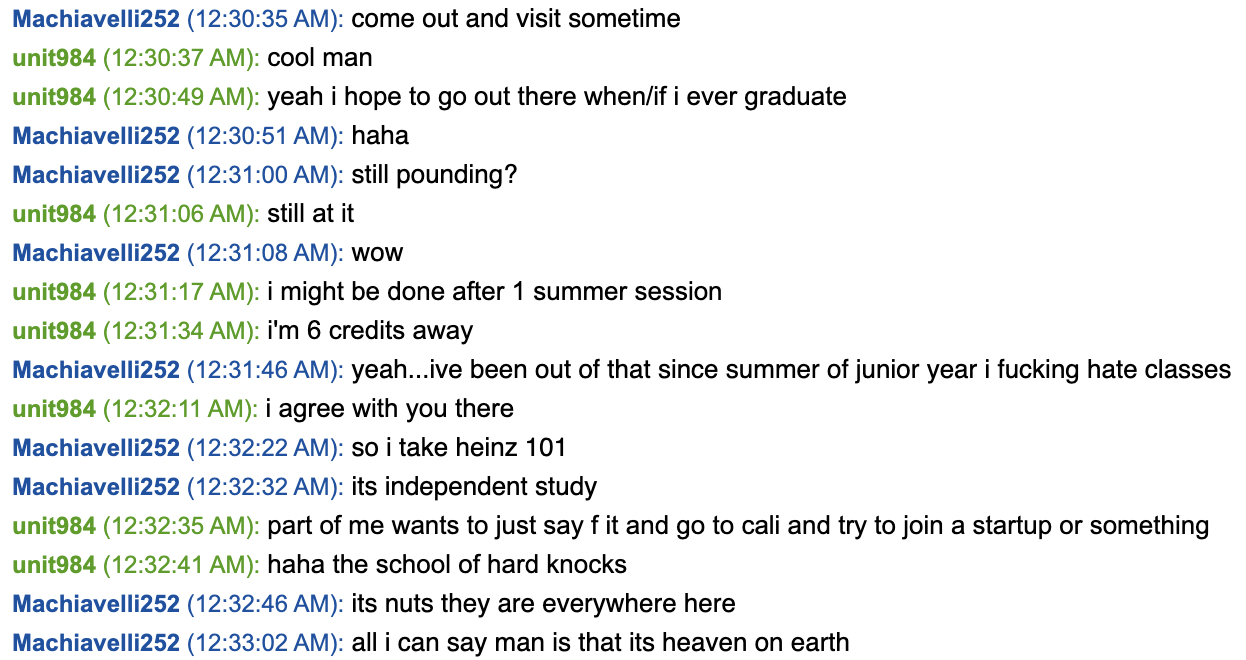 Machiavelli252 (12:30:35 AM): come out and visit sometime
unit984 (12:30:37 AM): cool man
unit984 (12:30:49 AM): yeah i hope to go out there when/if i ever graduate
Machiavelli252 (12:30:51 AM): haha
Machiavelli252 (12:31:00 AM): still pounding?
unit984 (12:31:06 AM): still at it
Machiavelli252 (12:31:08 AM): wow
unit984 (12:31:17 AM): i might be done after 1 summer session
unit984 (12:31:34 AM): i'm 6 credits away
Machiavelli252 (12:31:46 AM): yeah...ive been out of that since summer of junior year i fucking hate classes
unit984 (12:32:11 AM): i agree with you there
Machiavelli252 (12:32:22 AM): so i take heinz 101
Machiavelli252 (12:32:32 AM): its independent study
unit984 (12:32:35 AM): part of me wants to just say f it and go to cali and try to join a startup or something
unit984 (12:32:41 AM): haha the school of hard knocks
Machiavelli252 (12:32:46 AM): its nuts they are everywhere here
Machiavelli252 (12:33:02 AM): all i can say man is that its heaven on earth